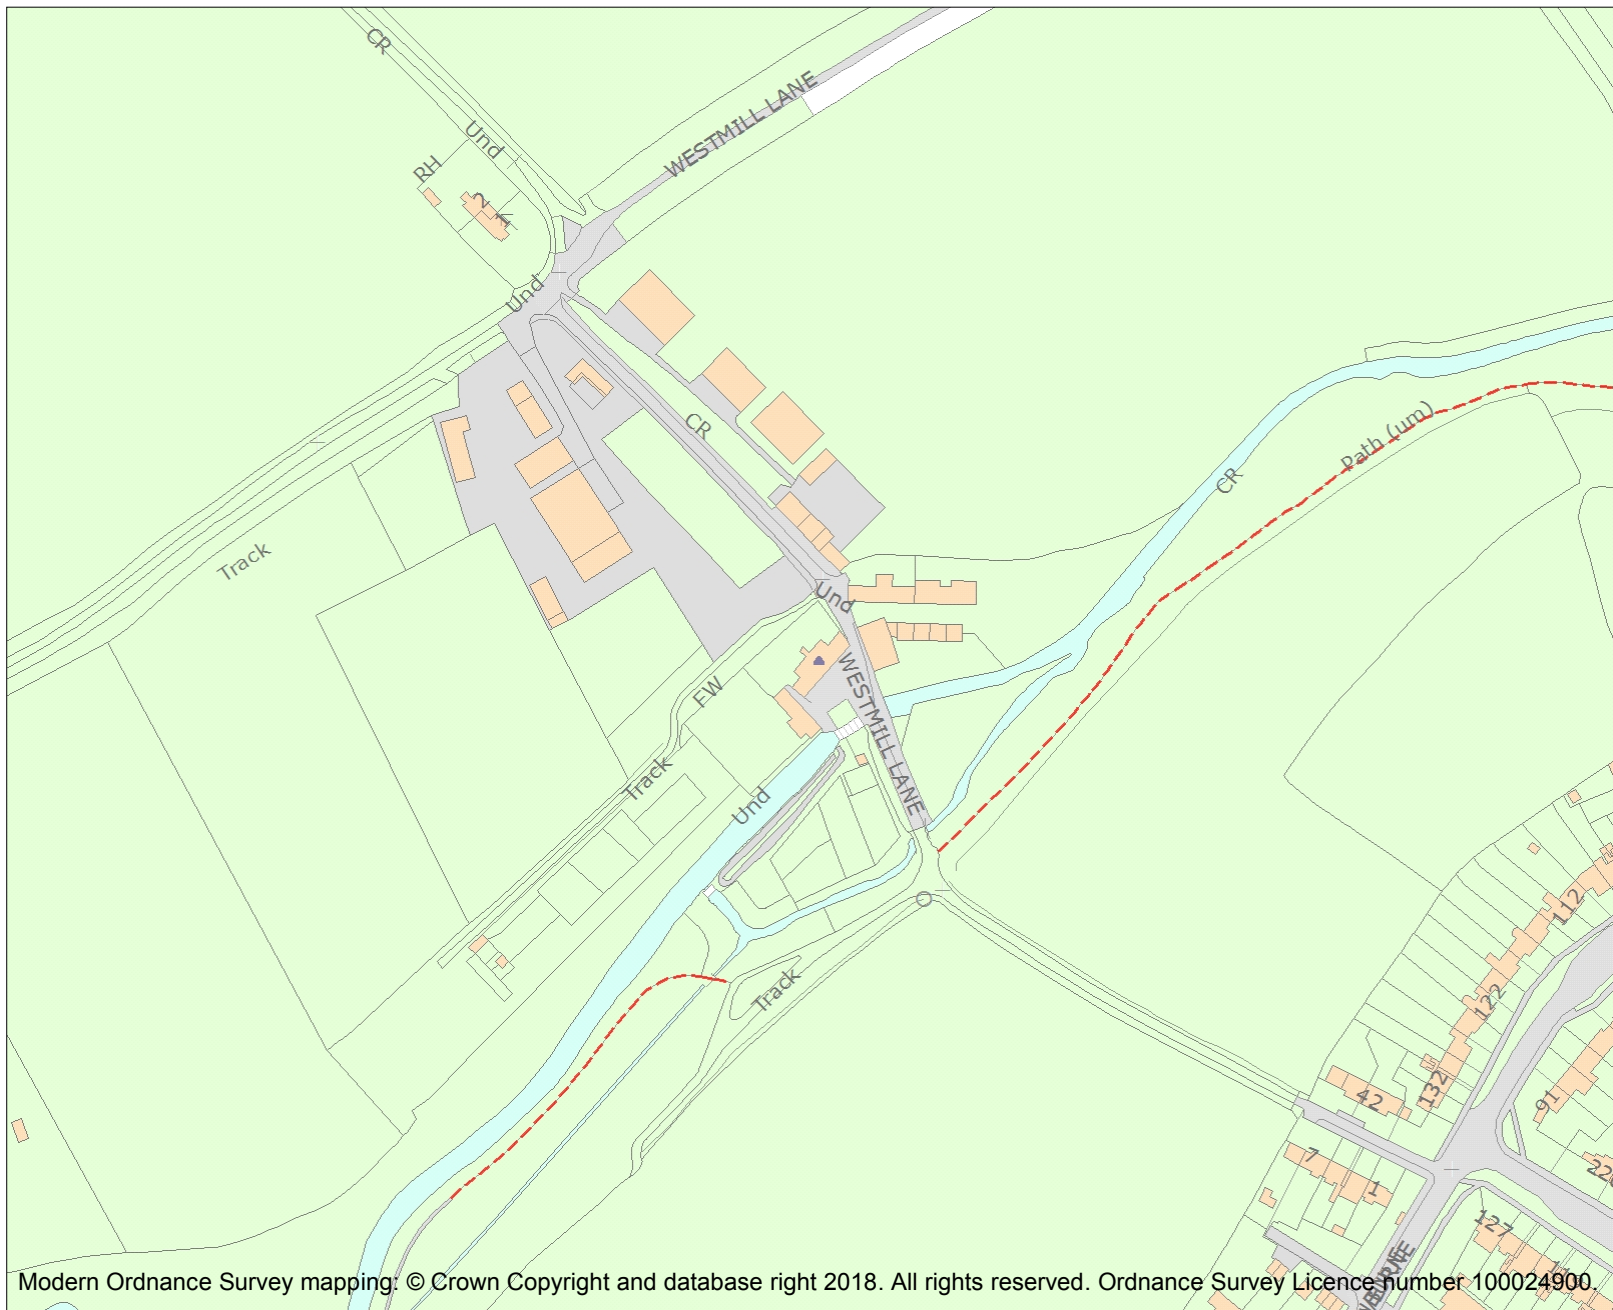 CR
WESTMILL LANE
Und
RH
2
1
Und
CR
Path (um)
CR
Track
Und
WESTMILL LANE
FW
Track
Und
112
Track
122
132
42
91
7
1
127
Modern Ordnance Survey mapping: © Crown Copyright and database right 2018. All rights reserved. Ordnance Survey Licence number 100024900.